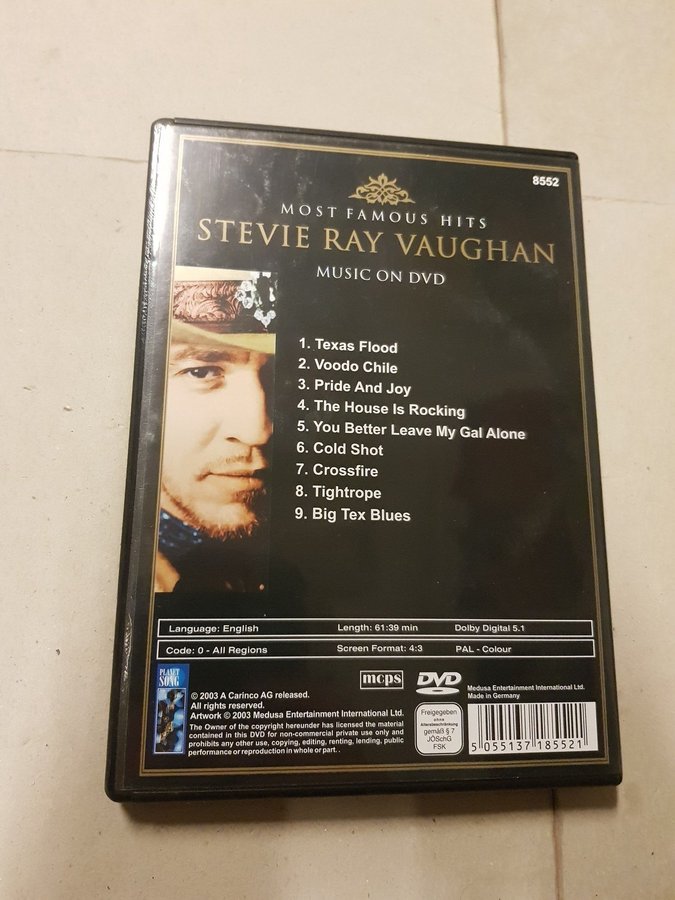 8552
MOST FAMOUS HITS
STEVIE RAY VAUGHAN
MUSIC ON DVD
1. Texas Flood
2. Voodo Chile
3. Pride And Joy
4. The House Is Rocking
5. You Better Leave My Gal Alone
6. Cold Shot
7. Crossfire
8. Tightrope
9. Big Tex Blues
Language: English Length: 61:39 min Dolby Digital 5.1
Code: 0 - All Regions Screen Format: 4:3 PAL - Colour
PLANET
SONG
© 2003 A Carinco AG released.
All rights reserved.
Artwork © 2003 Medusa Entertainment International Ltd.
The Owner of the copyright hereunder has licensed the material
contained in this DVD for non-commercial private use only and
prohibits any other use, copying, editing, renting, lending, public
performance or reproduction in whole or part. .
mcps
DVD
Medusa Entertainment International Ltd.
Made in Germany
Freigegeben
ohne
Altersbeschränkung
gemäß § 7
JÖSchG
FSK
5 055137 185521